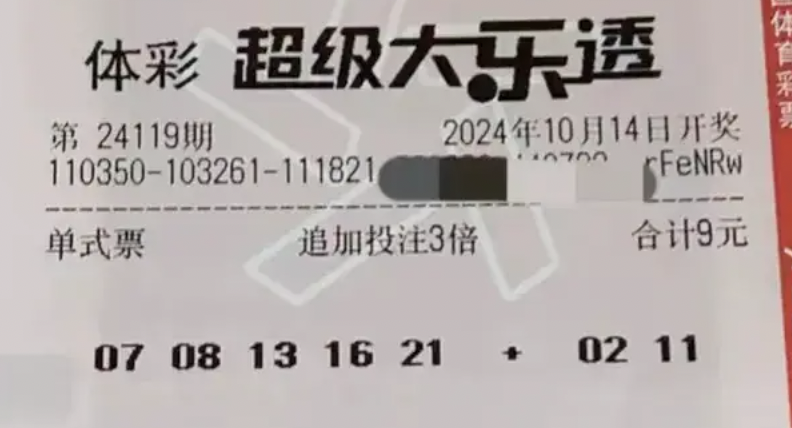 体彩 超级大乐透
第 24119期 2024年10月14日开奖
110350-103261-111821 rFeNRw
单式票 追加投注3倍 合计9元
07 08 13 16 21 + 02 11
体育彩票